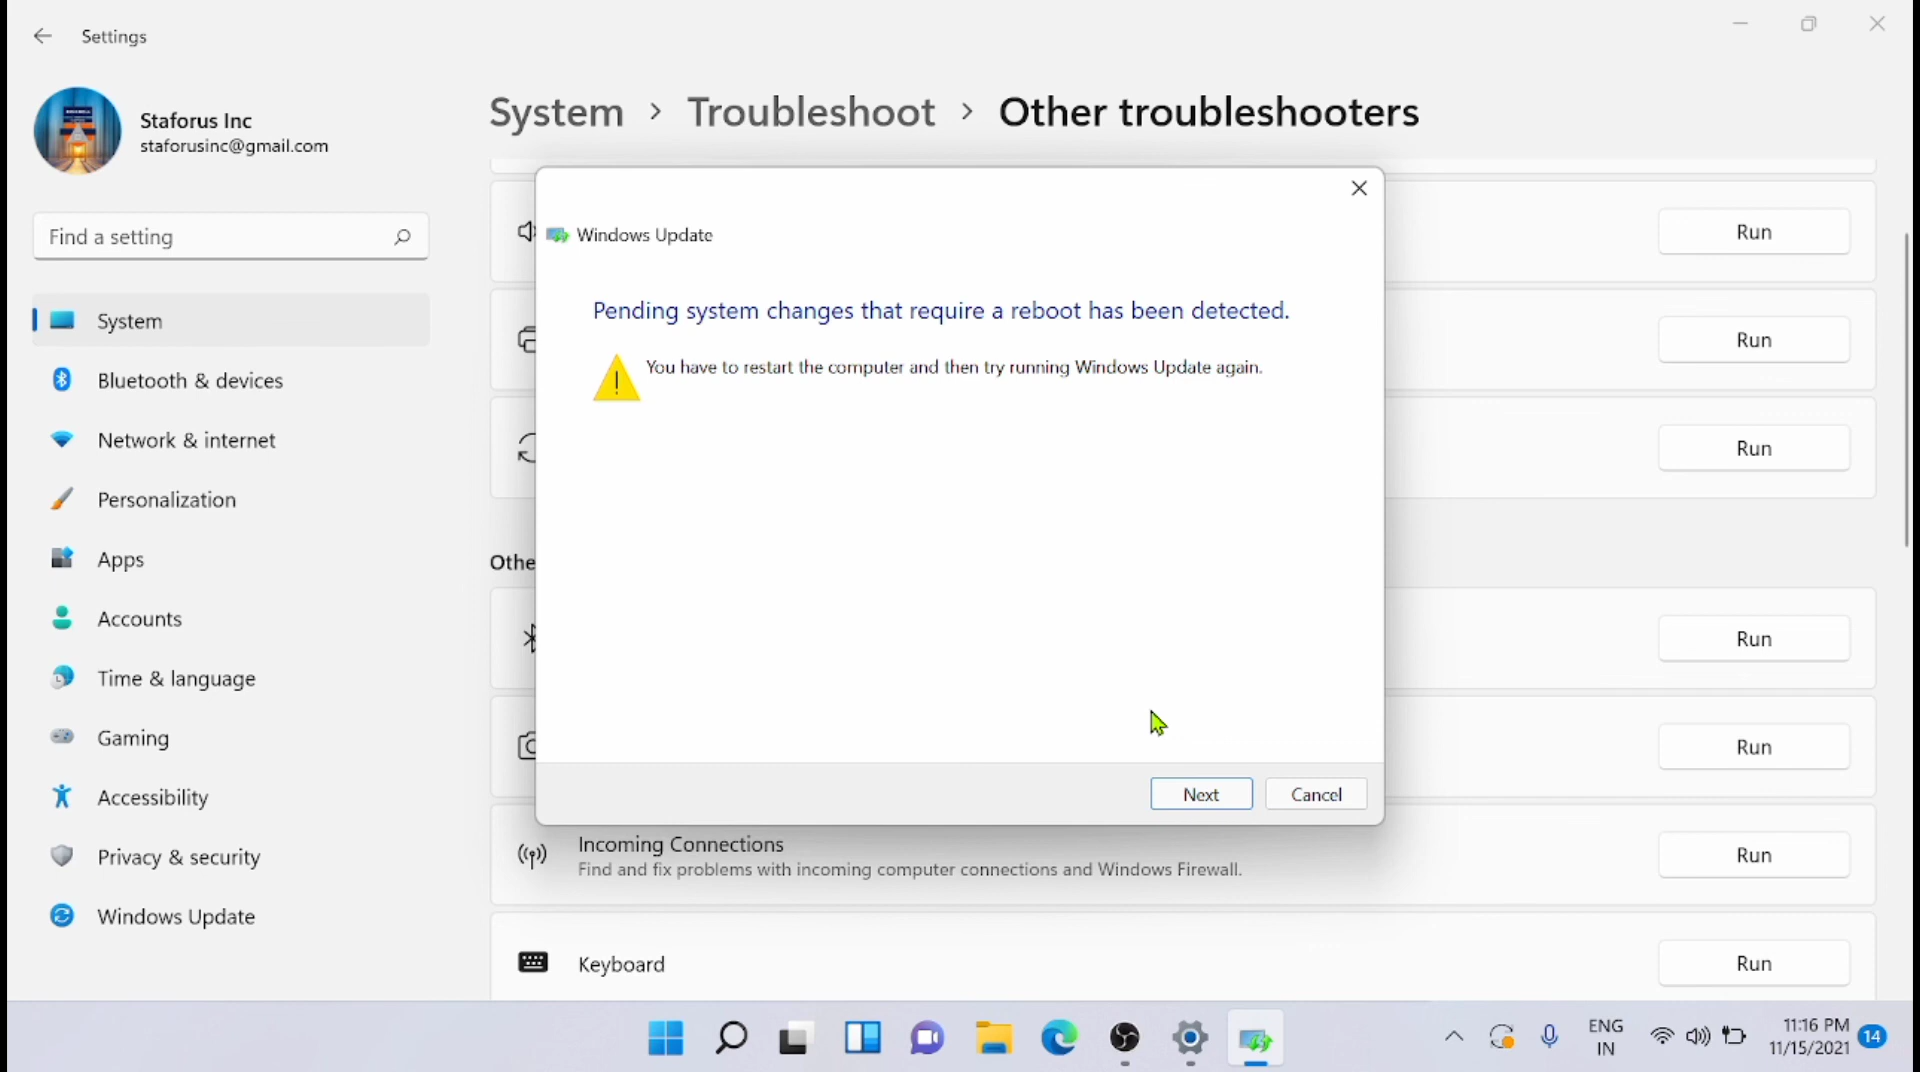 Settings
Staforus Inc
staforusinc@gmail.com
Find a setting
System
Bluetooth & devices
Network & internet
Personalization
Apps
Accounts
Time & language
Gaming
Accessibility
Privacy & security
Windows Update
System > Troubleshoot > Other troubleshooters
Run
Run
Run
Othe
Run
Run
Windows Update
Pending system changes that require a reboot has been detected.
You have to restart the computer and then try running Windows Update again.
Next Cancel
Incoming Connections
Find and fix problems with incoming computer connections and Windows Firewall.
Run
Keyboard
Run
ENG
IN
11:16 PM
11/15/2021
14